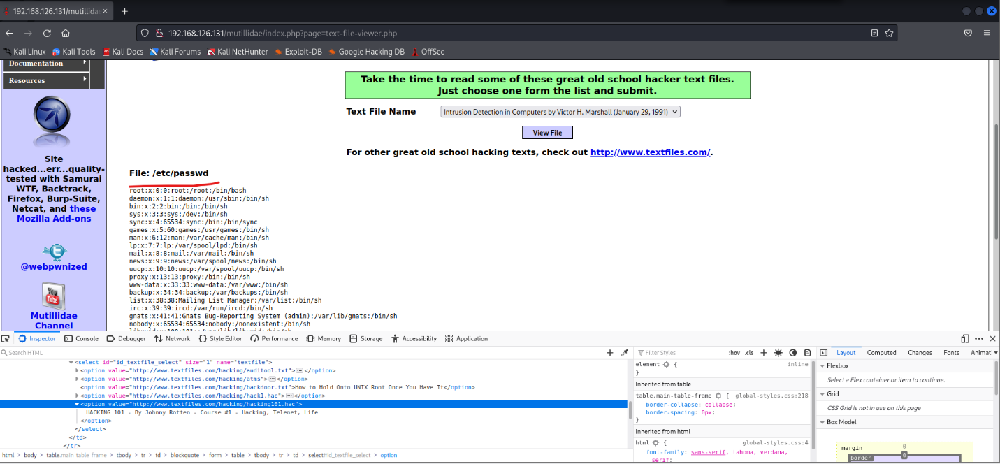 192.168.126.131/mutillida
192.168.126.131/mutillidae/index.php?page=text-file-viewer.php
Kali Linux Kali Tools Kali Docs Kali Forums Kali NetHunter Exploit-DB Google Hacking DB OffSec
Documentation
Resources
Site
hacked...err...quality-
tested with Samurai
WTF, Backtrack,
Firefox, Burp-Suite,
Netcat, and these
Mozilla Add-ons
@webpwnized
You
Tube
Mutillidae
Channel
Take the time to read some of these great old school hacker text files.
Just choose one form the list and submit.
Text File Name Intrusion Detection in Computers by Victor H. Marshall (January 29, 1991)
View File
For other great old school hacking texts, check out http://www.textfiles.com/.
File: /etc/passwd
root:x:0:0:root:/root:/bin/bash
daemon:x:1:1:daemon:/usr/sbin:/bin/sh
bin:x:2:2:bin:/bin:/bin/sh
sys:x:3:3:sys:/dev:/bin/sh
sync:x:4:65534:sync:/bin:/bin/sync
games:x:5:60:games:/usr/games:/bin/sh
man:x:6:12:man:/var/cache/man:/bin/sh
lp:x:7:7:lp:/var/spool/lpd:/bin/sh
mail:x:8:8:mail:/var/mail:/bin/sh
news:x:9:9:news:/var/spool/news:/bin/sh
uucp:x:10:10:uucp:/var/spool/uucp:/bin/sh
proxy:x:13:13:proxy:/bin:/bin/sh
www-data:x:33:33:www-data:/var/www:/bin/sh
backup:x:34:34:backup:/var/backups:/bin/sh
list:x:38:38:Mailing List Manager:/var/list:/bin/sh
irc:x:39:39:ircd:/var/run/ircd:/bin/sh
gnats:x:41:41:Gnats Bug-Reporting System (admin):/var/lib/gnats:/bin/sh
nobody:x:65534:65534:nobody:/nonexistent:/bin/sh
Inspector Console Debugger Network {} Style Editor Performance Memory Storage Accessibility Application
Search HTML
<select id="id_textfile_select" size="1" name="textfile">
<option value="http://www.textfiles.com/hacking/auditool.txt"></option>
<option value="http://www.textfiles.com/hacking/atms"></option>
<option value="http://www.textfiles.com/hacking/backdoor.txt">How to Hold Onto UNIX Root Once You Have It</option>
<option value="http://www.textfiles.com/hacking/hack1.hac"></option>
<option value="http://www.textfiles.com/hacking/hacking101.hac">
HACKING 101 - By Johnny Rotten - Course #1 - Hacking, Telenet, Life
</option>
</select>
</td>
</tr>
html > body > table.main-table-frame > tbody > tr > td > blockquote > form > table > tbody > tr > td > select#id_textfile_select > option
Filter Styles :hov .cls
element { inline
}
Inherited from table
table.main-table-frame { global-styles.css:218
border-collapse: collapse;
border-spacing: 0px;
}
Inherited from html
html { global-styles.css:4
font-family: sans-serif, tahoma, verdana,
serif;
Layout Computed Changes Fonts Animat
Flexbox
Select a Flex container or item to continue.
Grid
CSS Grid is not in use on this page
Box Model
margin 0
border 0